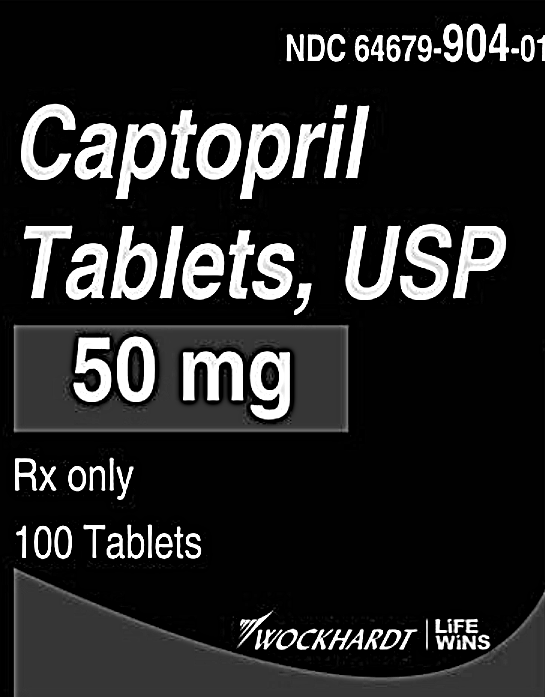 NDC 64679-904-01
Captopril
Tablets, USP
50 mg
Rx only
100 Tablets
WOCKHARDT
LiFE
WiNS